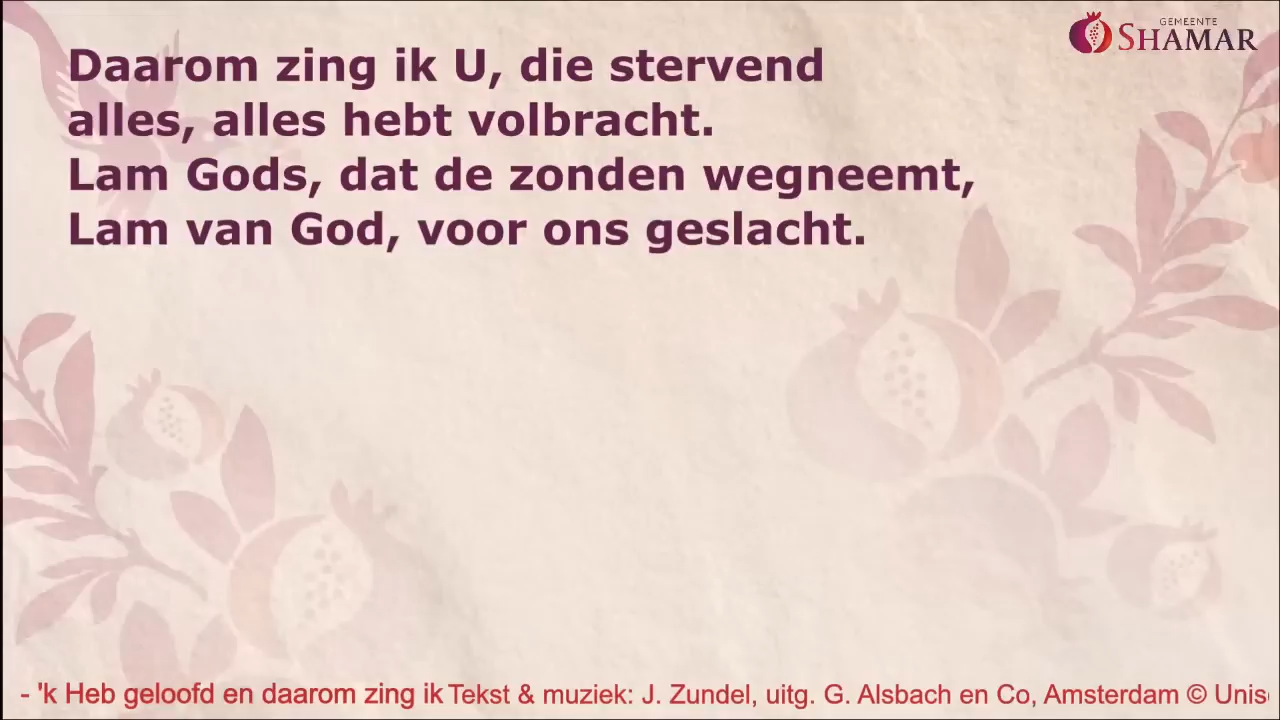 GEMEENTE
SHAMAR
Daarom zing ik U, die stervend
alles, alles hebt volbracht.
Lam Gods, dat de zonden wegneemt,
Lam van God, voor ons geslacht.
- 'k Heb geloofd en daarom zing ik Tekst & muziek: J. Zundel, uitg. G. Alsbach en Co, Amsterdam ©